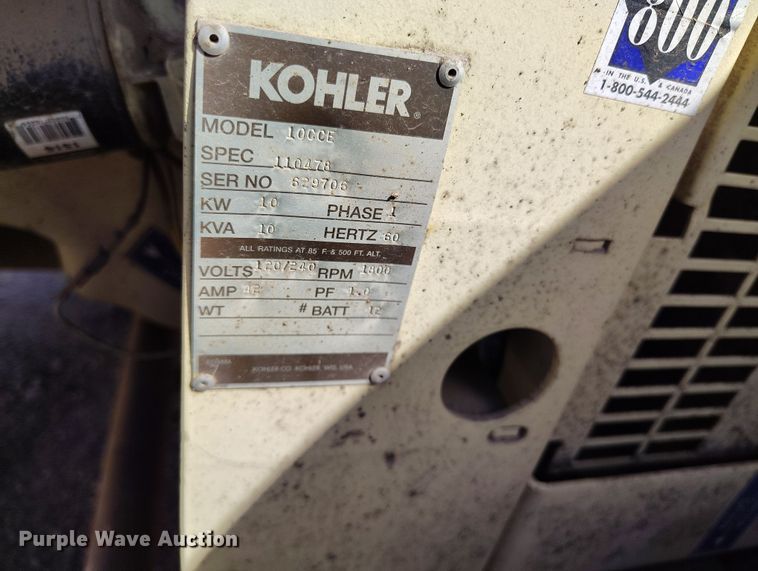 800
IN THE U.S. & CANADA
1-800-544-2444
KOHLER®
MODEL 10CCE
SPEC 110478
SER NO 629706
KW 10 PHASE 1
KVA 10 HERTZ 60
ALL RATINGS AT 85°F. & 500 FT. ALT.
VOLTS 120/240 RPM 1800
AMP 42 PF 1.0
WT # BATT 12
KOHLER CO. KOHLER, WIS. USA
Purple Wave Auction